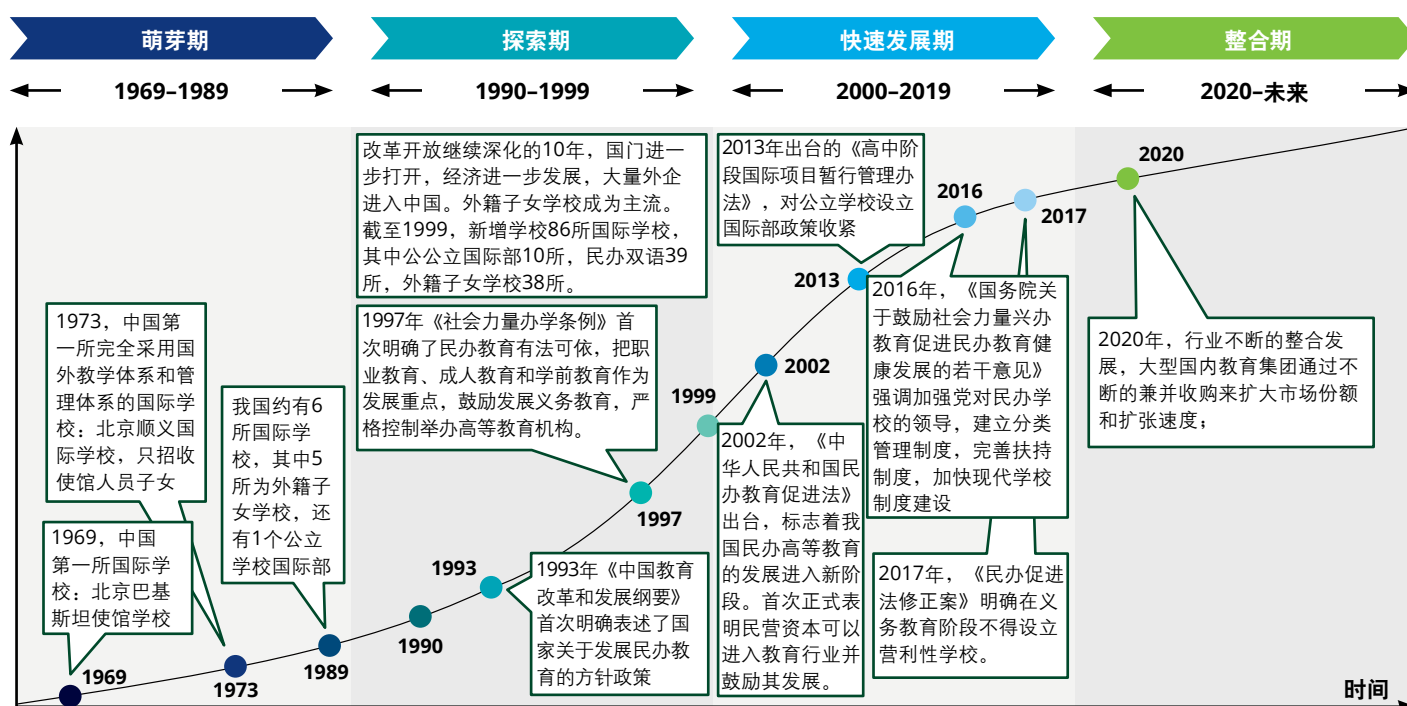 萌芽期
探索期
快速发展期
整合期
1969–1989
1990–1999
2000–2019
2020–未来
1973，中国第
一所完全采用国
外教学体系和管
理体系的国际学
校：北京顺义国
际学校，只招收
使馆人员子女
1969，中国
第一所国际学
校：北京巴基
斯坦使馆学校
我国约有6
所国际学
校，其中5
所为外籍子
女学校，还
有1个公立
学校国际部
1969
1973
1989
改革开放继续深化的10年，国门进一
步打开，经济进一步发展，大量外企
进入中国。外籍子女学校成为主流。
截至1999，新增学校86所国际学校，
其中公公立国际部10所，民办双语39
所，外籍子女学校38所。
1997年《社会力量办学条例》首
次明确了民办教育有法可依，把职
业教育、成人教育和学前教育作为
发展重点，鼓励发展义务教育，严
格控制举办高等教育机构。
1993年《中国教育
改革和发展纲要》
首次明确表述了国
家关于发展民办教
育的方针政策
1990
1993
1997
1999
2013年出台的《高中阶
段国际项目暂行管理办
法》，对公立学校设立
国际部政策收紧
2002年，《中
华人民共和国民
办教育促进法》
出台，标志着我
国民办高等教育
的发展进入新阶
段。首次正式表
明民营资本可以
进入教育行业并
鼓励其发展。
2016年，《国务院关
于鼓励社会力量兴办
教育促进民办教育健
康发展的若干意见》
强调加强党对民办学
校的领导，建立分类
管理制度，完善扶持
制度，加快现代学校
制度建设
2017年，《民办促进
法修正案》明确在义
务教育阶段不得设立
营利性学校。
2002
2013
2016
2017
2020
2020年，行业不断的整合发
展，大型国内教育集团通过不
断的兼并收购来扩大市场份额
和扩张速度；
时间